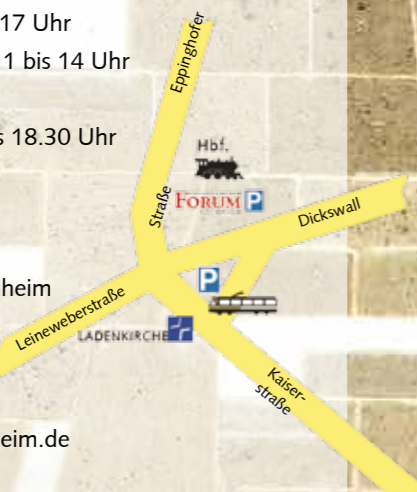 17 Uhr
1 bis 14 Uhr
s 18.30 Uhr
heim
eim.de
Eppinghofer
Straße
Hbf.
FORUM P
Dickswall
P
Leineweberstraße
LADENKIRCHE
Kaiser-
straße